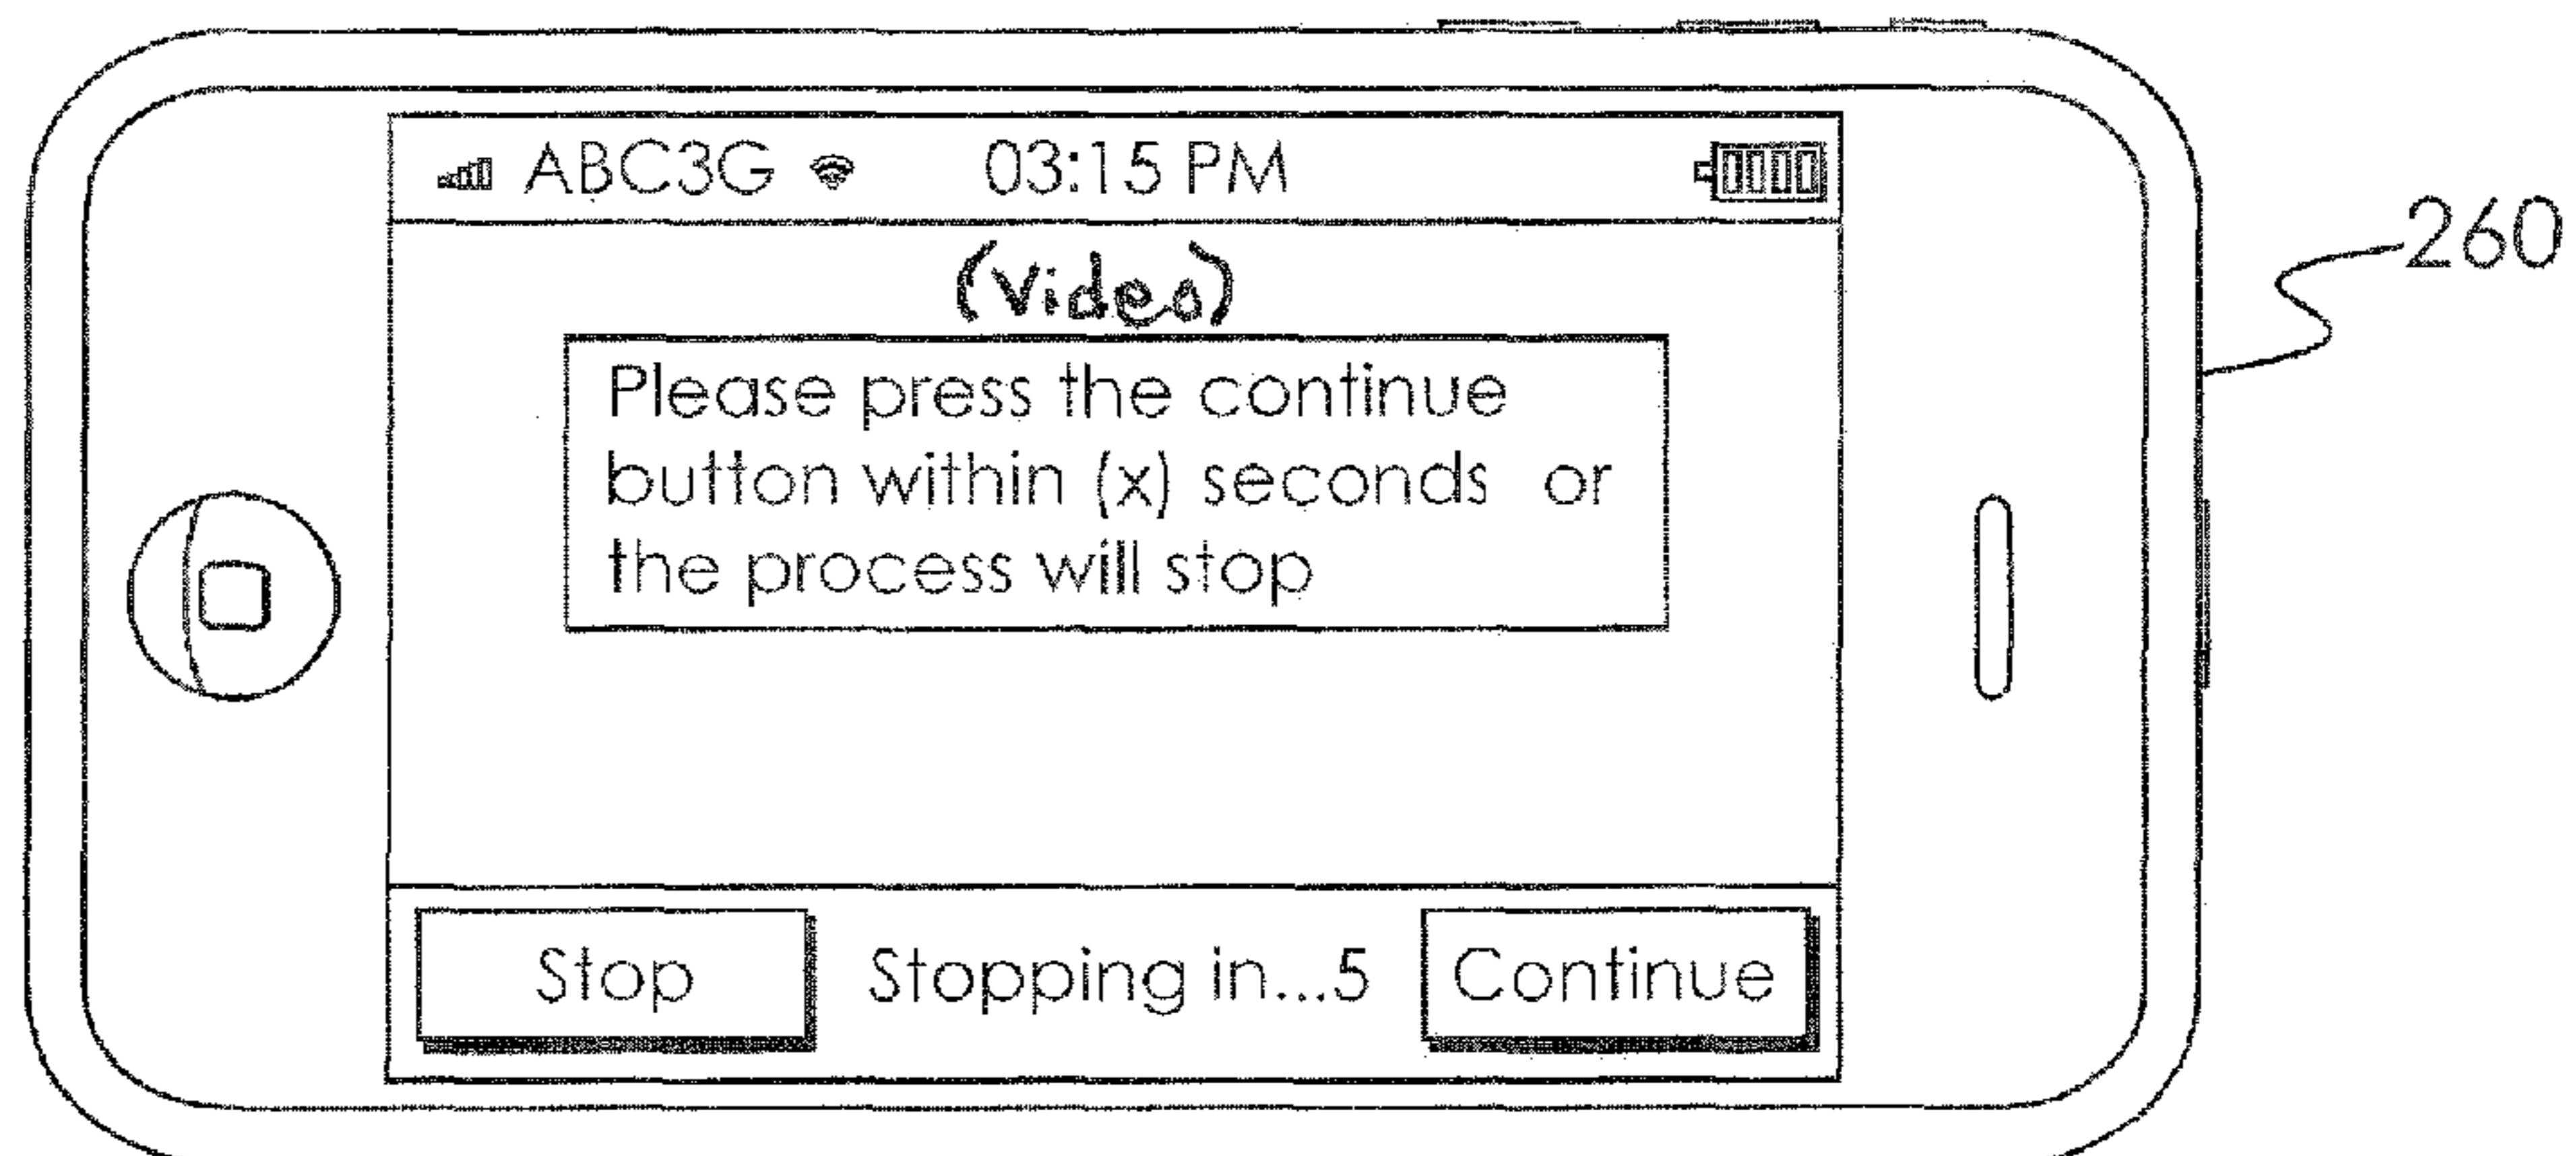 ABC3G 03:15 PM
(Video)
260
Please press the continue
button within (x) seconds or
the process will stop
Stop Stopping in...5 Continue